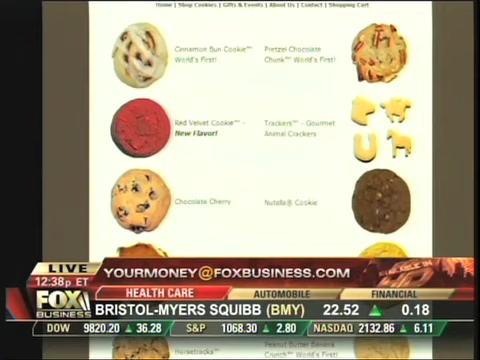 Home | Shop Cookies | Gifts & Events | About Us | Contact | Shopping Cart
Cinnamon Bun Cookie™
World's First!
Pretzel Chocolate
Chunk™ World's First!
Red Velvet Cookie™ -
New Flavor!
Trackers™ - Gourmet
Animal Crackers
Chocolate Cherry
Nutella® Cookie
LIVE
12:38p ET
YOURMONEY@FOXBUSINESS.COM
HEALTH CARE
AUTOMOBILE
FINANCIAL
FOX
BUSINESS
BRISTOL-MYERS SQUIBB (BMY) 22.52 ▲ 0.18
DOW 9820.20 ▲ 36.28 S&P 1068.30 ▲ 2.80 NASDAQ 2132.86 ▲ 6.11
Horsetracks™
Peanut Butter Banana
Crunch™ World's First!